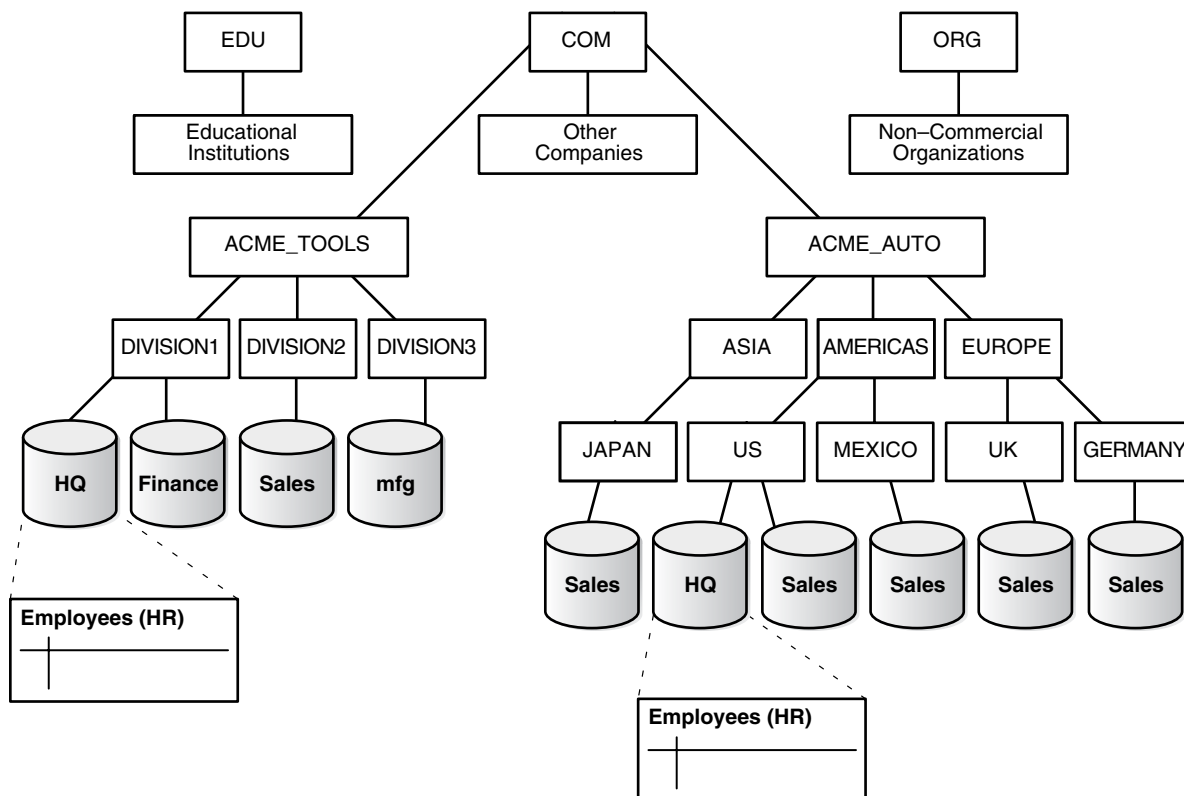 EDU
COM
ORG
Educational
Institutions
Other
Companies
Non–Commercial
Organizations
ACME_TOOLS
ACME_AUTO
DIVISION1
DIVISION2
DIVISION3
ASIA
AMERICAS
EUROPE
HQ
Finance
Sales
mfg
JAPAN
US
MEXICO
UK
GERMANY
Sales
HQ
Sales
Sales
Sales
Sales
Employees (HR)
Employees (HR)